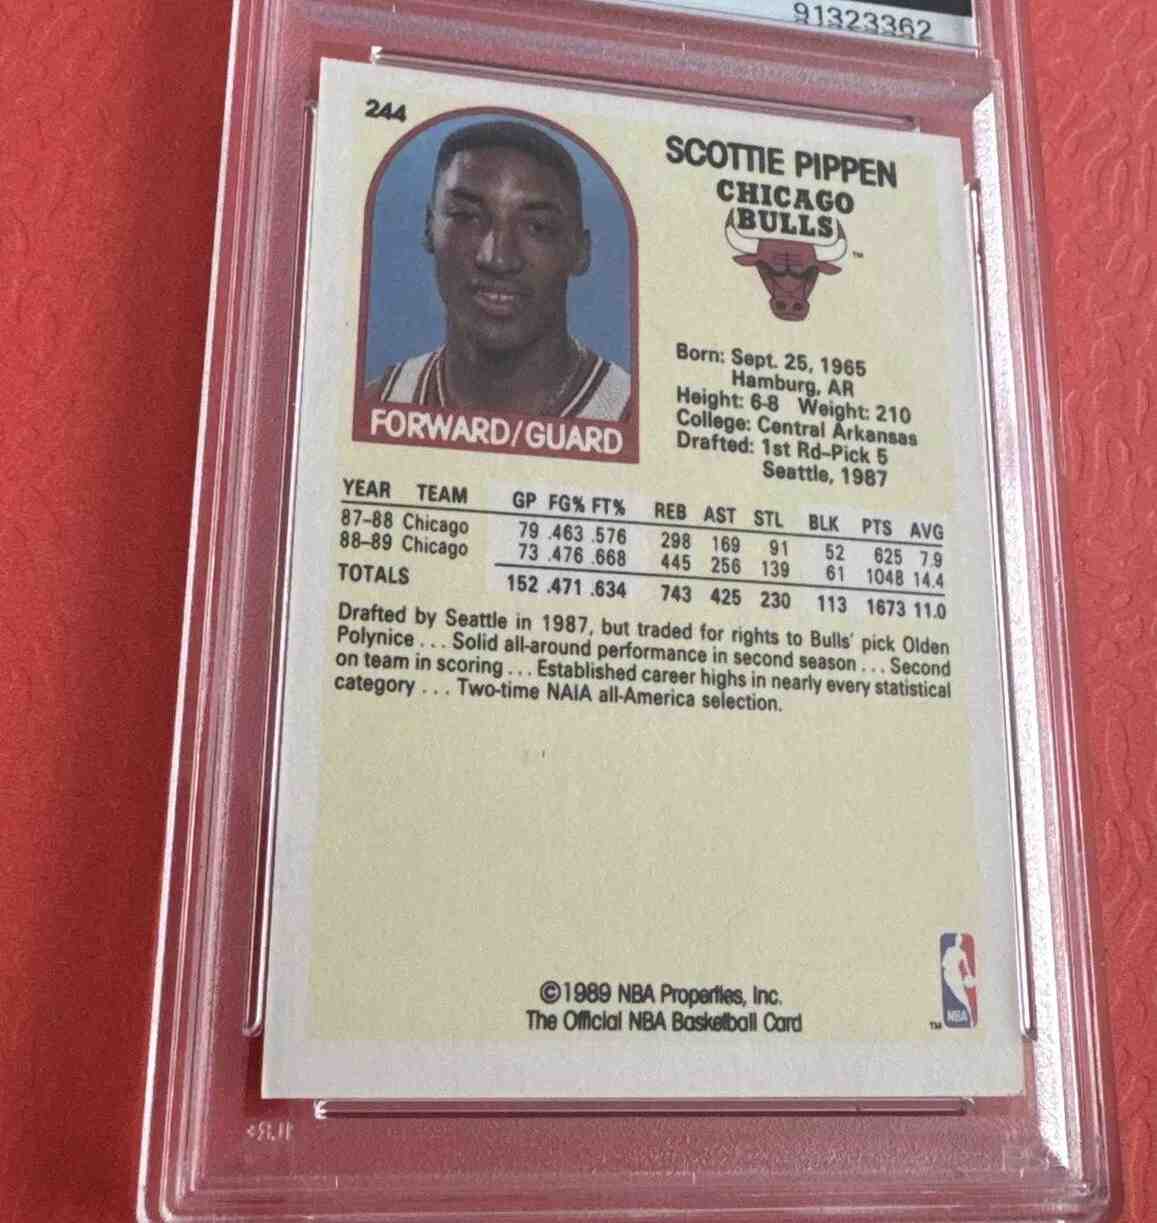 91323362
244
SCOTTIE PIPPEN
CHICAGO
BULLS
TM
Born: Sept. 25, 1965
Hamburg, AR
Height: 6-8 Weight: 210
College: Central Arkansas
Drafted: 1st Rd-Pick 5
Seattle, 1987
FORWARD/GUARD
YEAR TEAM GP FG% FT% REB AST STL BLK PTS AVG
87-88 Chicago 79 .463 .576 298 169 91 52 625 7.9
88-89 Chicago 73 .476 .668 445 256 139 61 1048 14.4
TOTALS 152 .471 .634 743 425 230 113 1673 11.0
Drafted by Seattle in 1987, but traded for rights to Bulls' pick Olden
Polynice . . . Solid all-around performance in second season . . . Second
on team in scoring . . . Established career highs in nearly every statistical
category . . . Two-time NAIA all-America selection.
©1989 NBA Properties, Inc.
The Official NBA Basketball Card
TM NBA